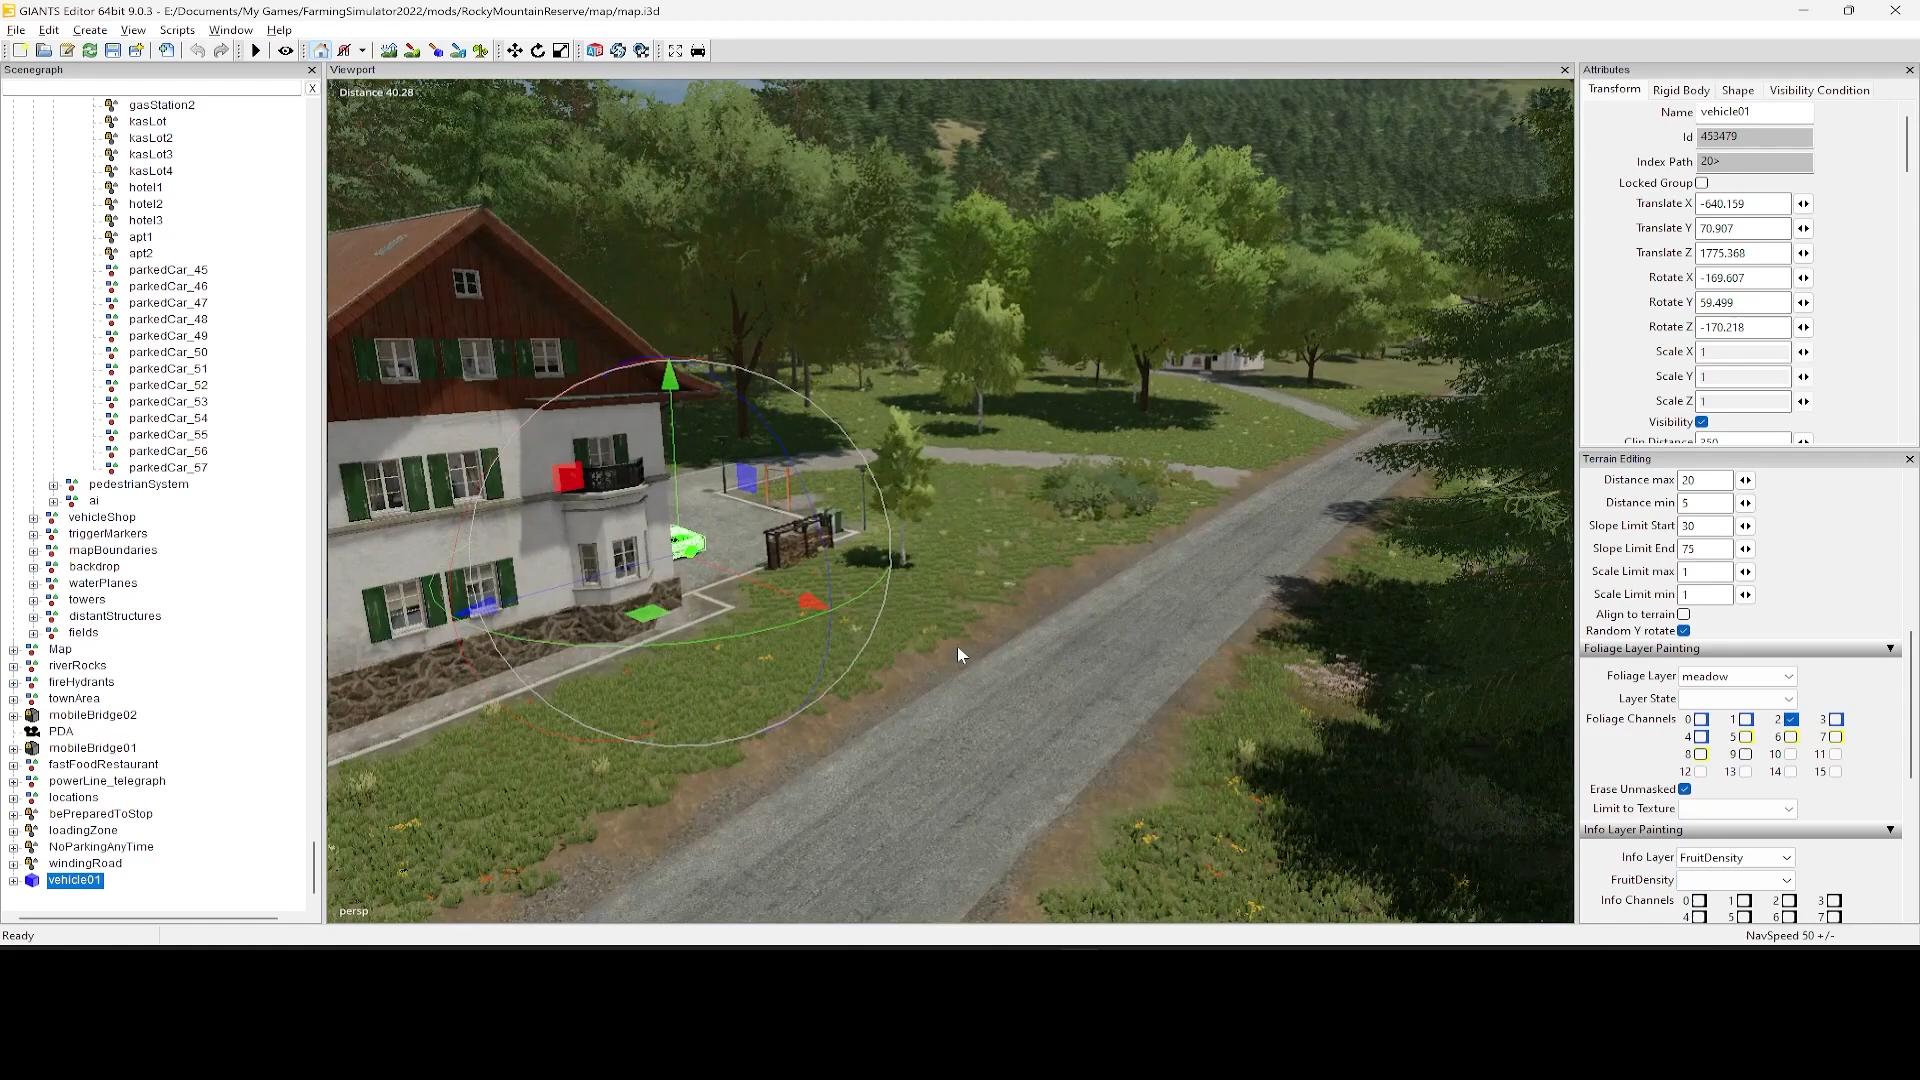 GIANTS Editor 64bit 9.0.3 - E:/Documents/My Games/FarmingSimulator2022/mods/RockyMountainReserve/map/map.i3d
File Edit Create View Scripts Window Help
Scenegraph
X
gasStation2
kasLot
kasLot2
kasLot3
kasLot4
hotel1
hotel2
hotel3
apt1
apt2
parkedCar_45
parkedCar_46
parkedCar_47
parkedCar_48
parkedCar_49
parkedCar_50
parkedCar_51
parkedCar_52
parkedCar_53
parkedCar_54
parkedCar_55
parkedCar_56
parkedCar_57
pedestrianSystem
ai
vehicleShop
triggerMarkers
mapBoundaries
backdrop
waterPlanes
towers
distantStructures
fields
Map
riverRocks
fireHydrants
townArea
mobileBridge02
PDA
mobileBridge01
fastFoodRestaurant
powerLine_telegraph
locations
bePreparedToStop
loadingZone
NoParkingAnyTime
windingRoad
vehicle01
Ready
Viewport
Distance 40.28
persp
Attributes
Transform Rigid Body Shape Visibility Condition
Name vehicle01
Id 453479
Index Path 20>
Locked Group
Translate X -640.159
Translate Y 70.907
Translate Z 1775.368
Rotate X -169.607
Rotate Y 59.499
Rotate Z -170.218
Scale X 1
Scale Y 1
Scale Z 1
Visibility
Clip Distance 350
Terrain Editing
Distance max 20
Distance min 5
Slope Limit Start 30
Slope Limit End 75
Scale Limit max 1
Scale Limit min 1
Align to terrain
Random Y rotate
Foliage Layer Painting
Foliage Layer meadow
Layer State
Foliage Channels 0 1 2 3
4 5 6 7
8 9 10 11
12 13 14 15
Erase Unmasked
Limit to Texture
Info Layer Painting
Info Layer FruitDensity
FruitDensity
Info Channels 0 1 2 3
4 5 6 7
NavSpeed 50 +/-